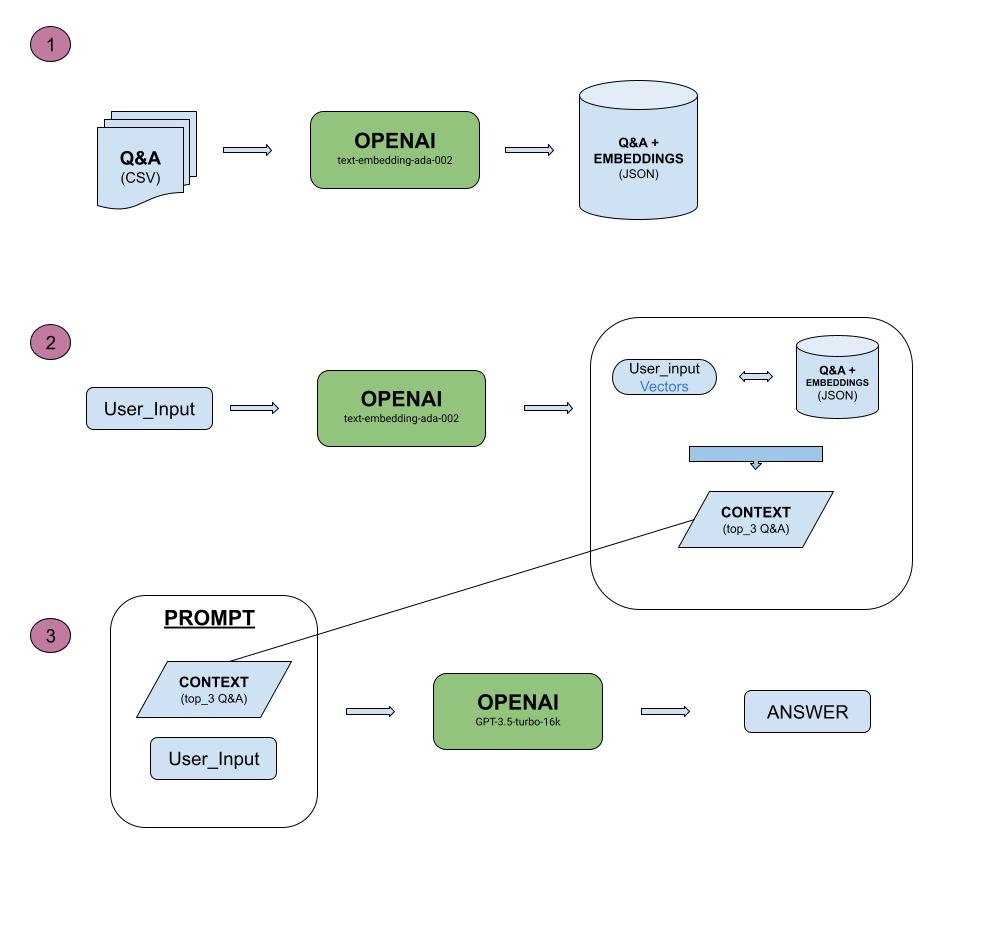 1
Q&A
(CSV)
OPENAI
text-embedding-ada-002
Q&A +
EMBEDDINGS
(JSON)
2
User_Input
OPENAI
text-embedding-ada-002
User_input
Vectors
Q&A +
EMBEDDINGS
(JSON)
CONTEXT
(top_3 Q&A)
3
PROMPT
CONTEXT
(top_3 Q&A)
User_Input
OPENAI
GPT-3.5-turbo-16k
ANSWER